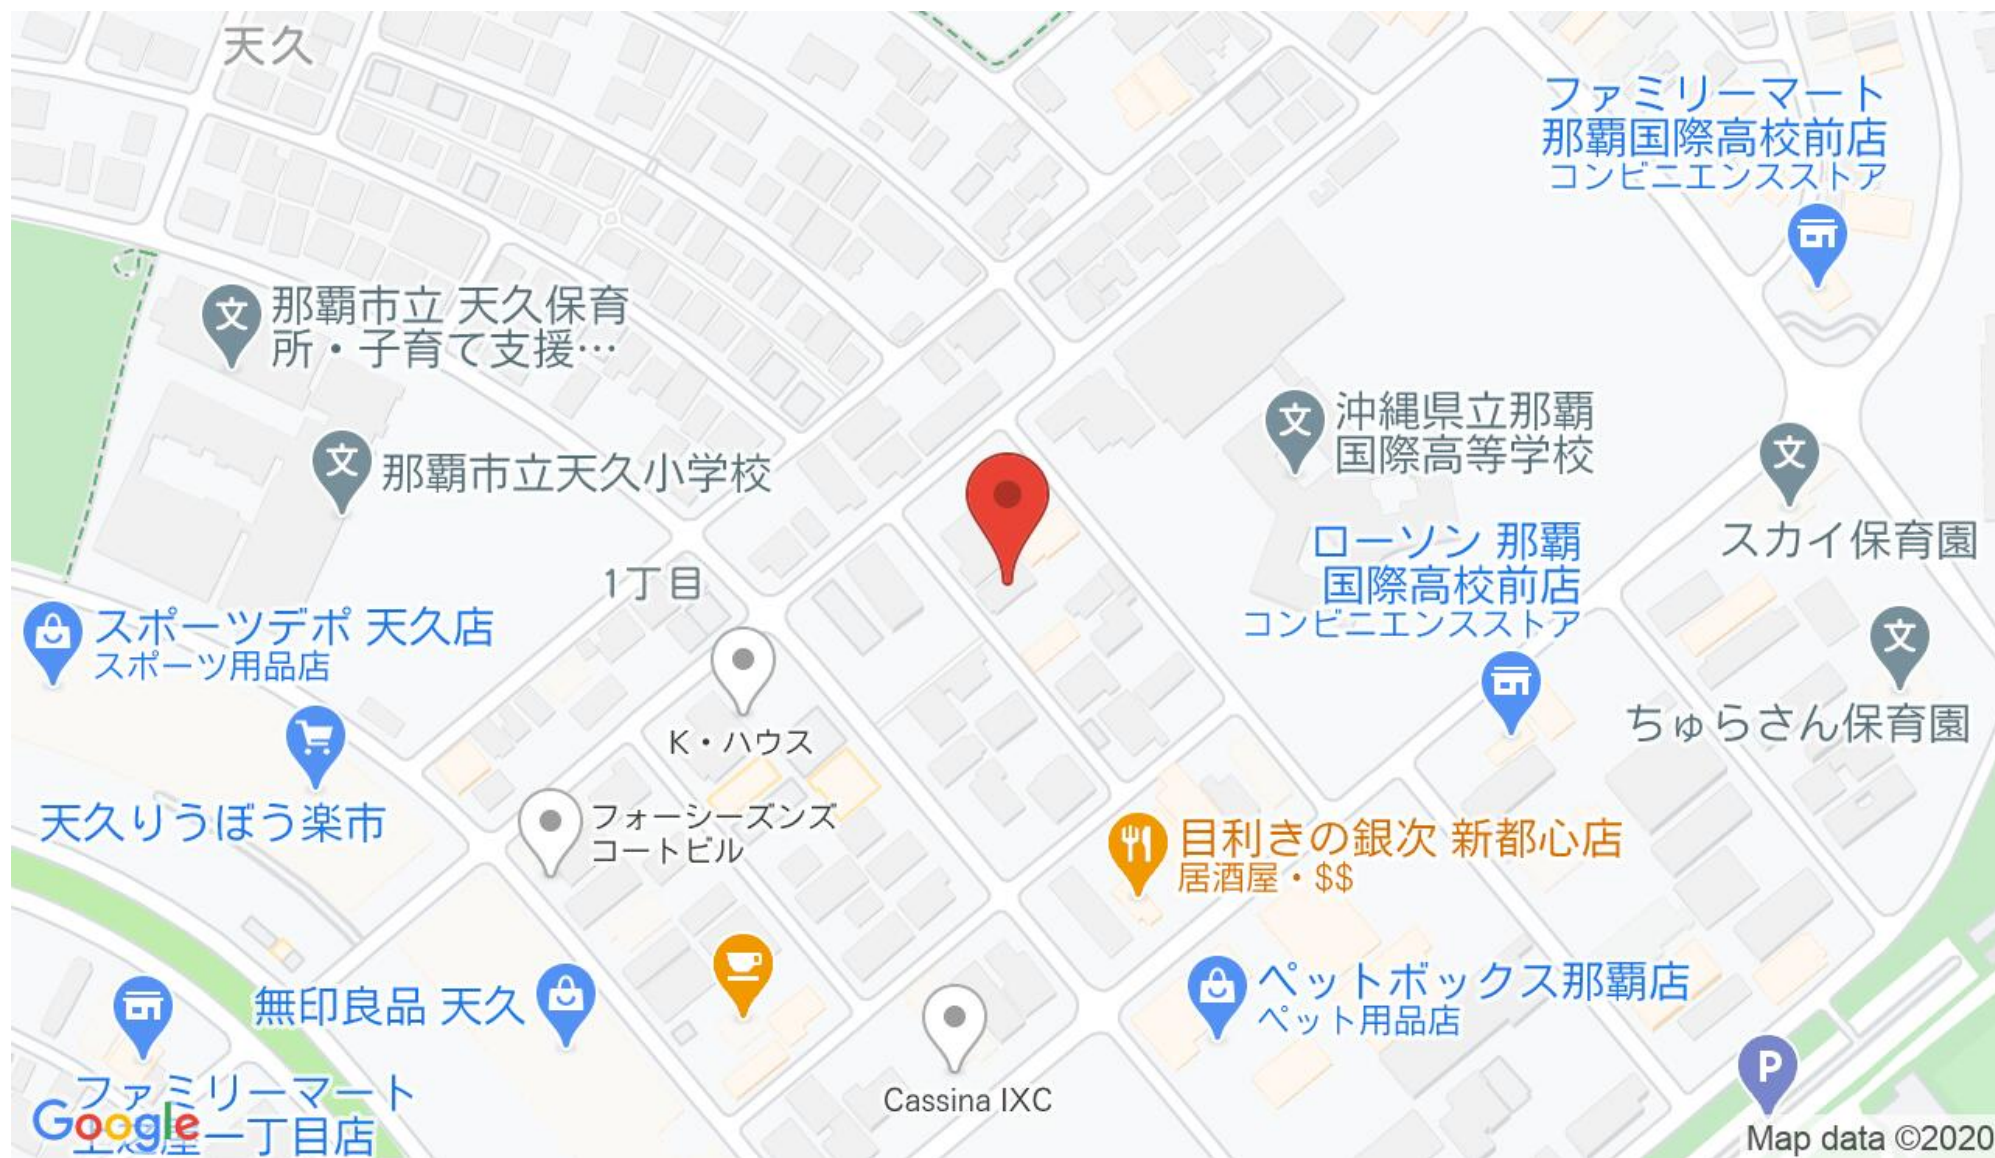 天久
ファミリーマート
那覇国際高校前店
コンビニエンスストア
文
那覇市立 天久保育
所・子育て支援…
文
沖縄県立那覇
国際高等学校
文
那覇市立天久小学校
文
スカイ保育園
ローソン 那覇
国際高校前店
コンビニエンスストア
1丁目
スポーツデポ 天久店
スポーツ用品店
文
ちゅらさん保育園
K・ハウス
天久りうぼう楽市
フォーシーズンズ
コートビル
目利きの銀次 新都心店
居酒屋・$$
無印良品 天久
ペットボックス那覇店
ペット用品店
P
Cassina IXC
ファミリーマート
一丁目店
Google
Map data ©2020